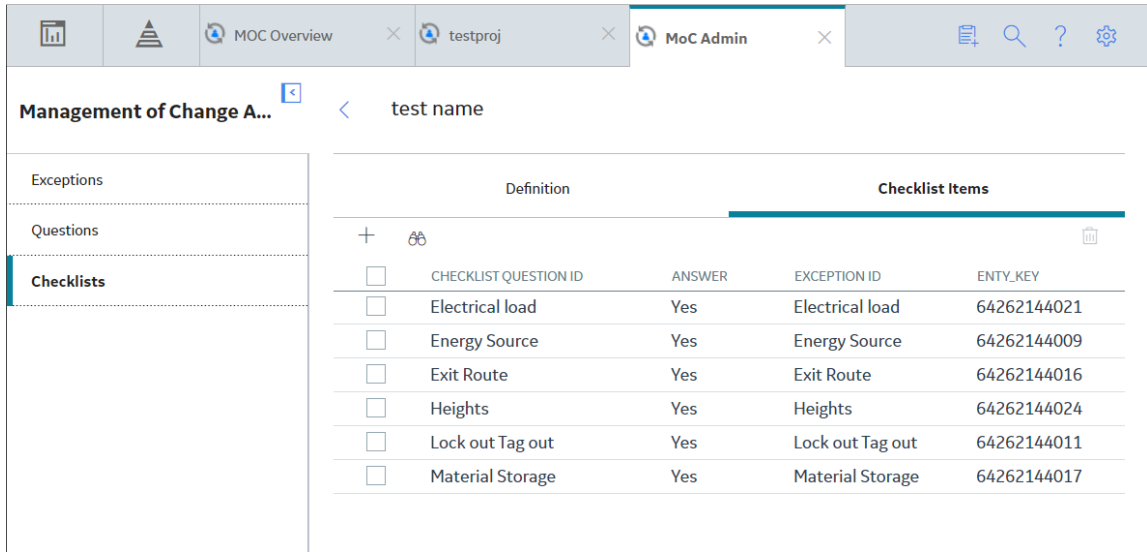 MOC Overview testproj MoC Admin
Management of Change A... test name
Exceptions
Questions
Checklists
Definition Checklist Items
CHECKLIST QUESTION ID ANSWER EXCEPTION ID ENTY_KEY
Electrical load Yes Electrical load 64262144021
Energy Source Yes Energy Source 64262144009
Exit Route Yes Exit Route 64262144016
Heights Yes Heights 64262144024
Lock out Tag out Yes Lock out Tag out 64262144011
Material Storage Yes Material Storage 64262144017